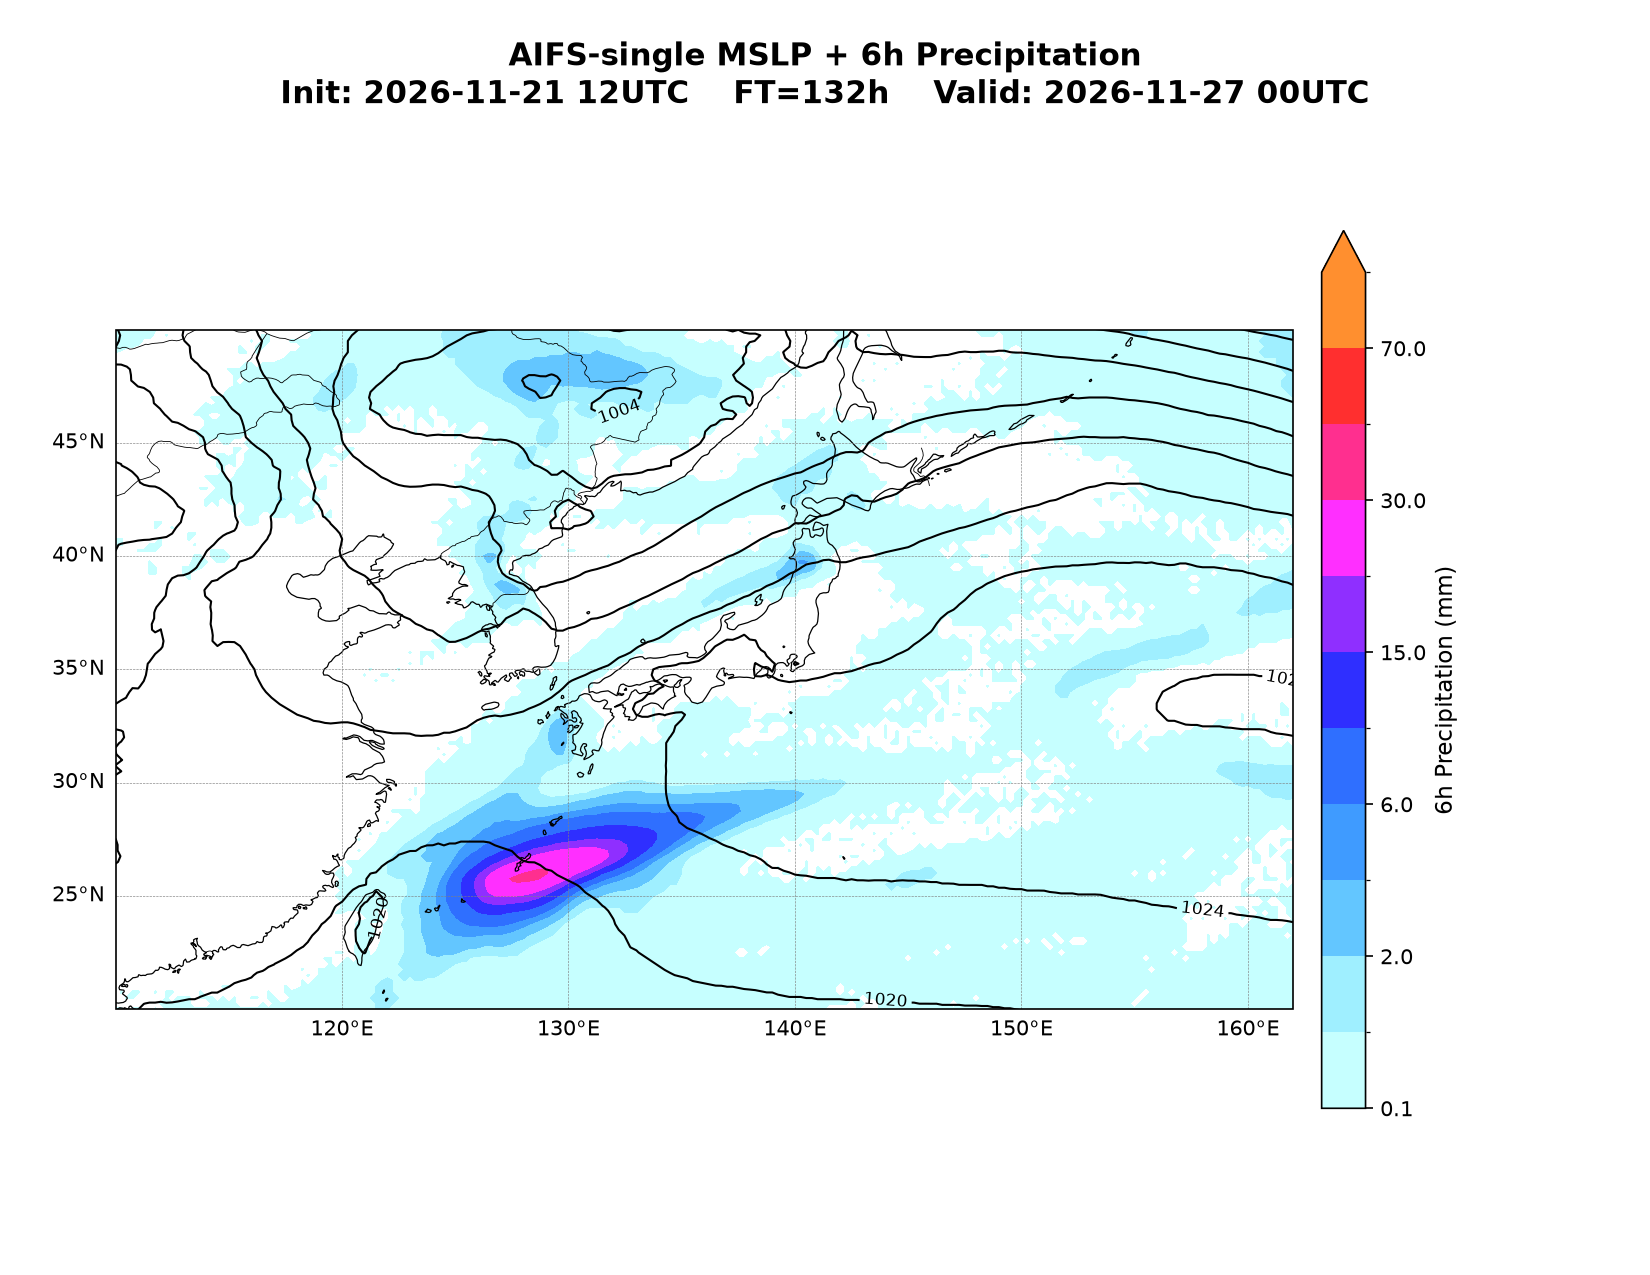 AIFS-single MSLP + 6h Precipitation
Init: 2026-11-21 12UTC    FT=132h    Valid: 2026-11-27 00UTC
1004
45°N
40°N
35°N
30°N
25°N
1020
1024
1020
120°E
130°E
140°E
150°E
160°E
70.0
30.0
15.0
6.0
2.0
0.1
6h Precipitation (mm)